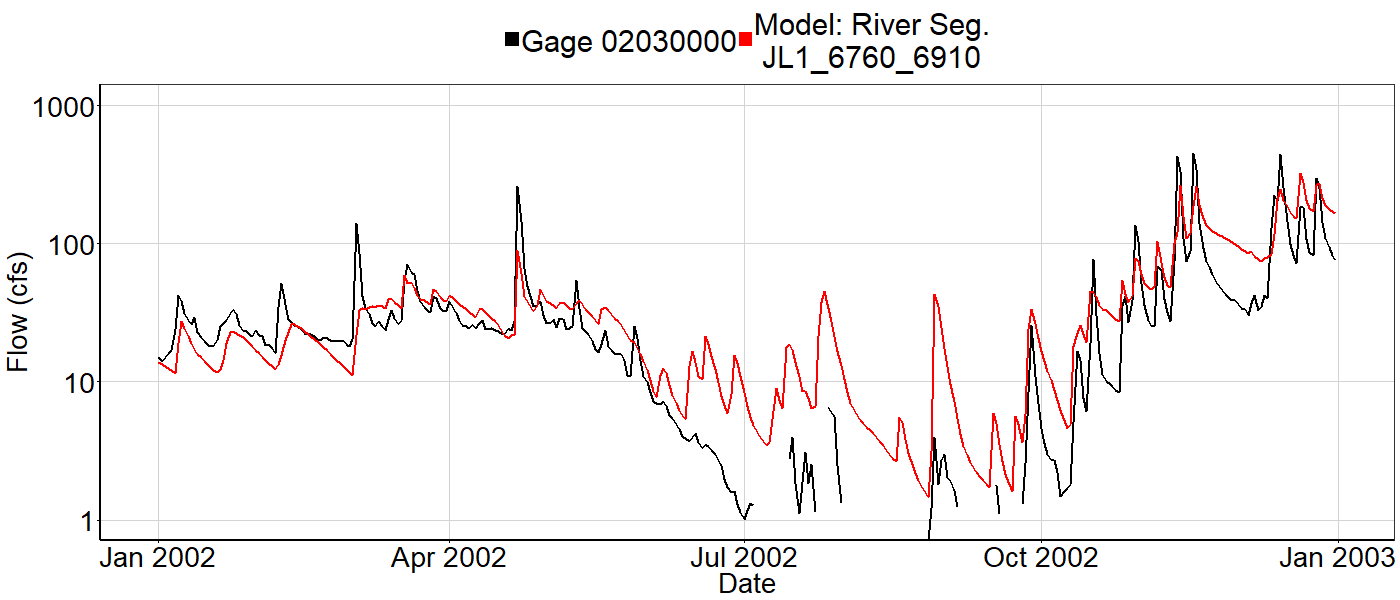 Gage 02030000
Model: River Seg.
JL1_6760_6910
1000
100
10
1
Flow (cfs)
Jan 2002
Apr 2002
Jul 2002
Oct 2002
Jan 2003
Date